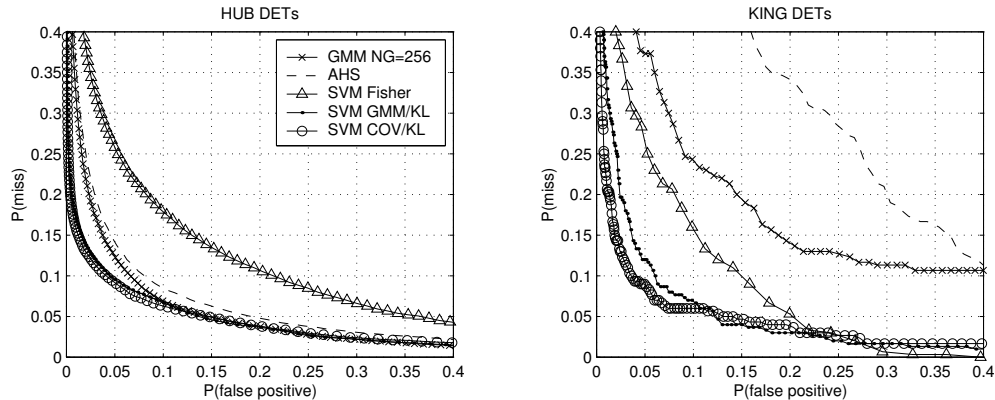 HUB DETs
0.4
0.35
0.3
0.25
0.2
0.15
0.1
0.05
0
P(miss)
GMM NG=256
AHS
SVM Fisher
SVM GMM/KL
SVM COV/KL
0 0.05 0.1 0.15 0.2 0.25 0.3 0.35 0.4
P(false positive)
KING DETs
0.4
0.35
0.3
0.25
0.2
0.15
0.1
0.05
0
P(miss)
0 0.05 0.1 0.15 0.2 0.25 0.3 0.35 0.4
P(false positive)